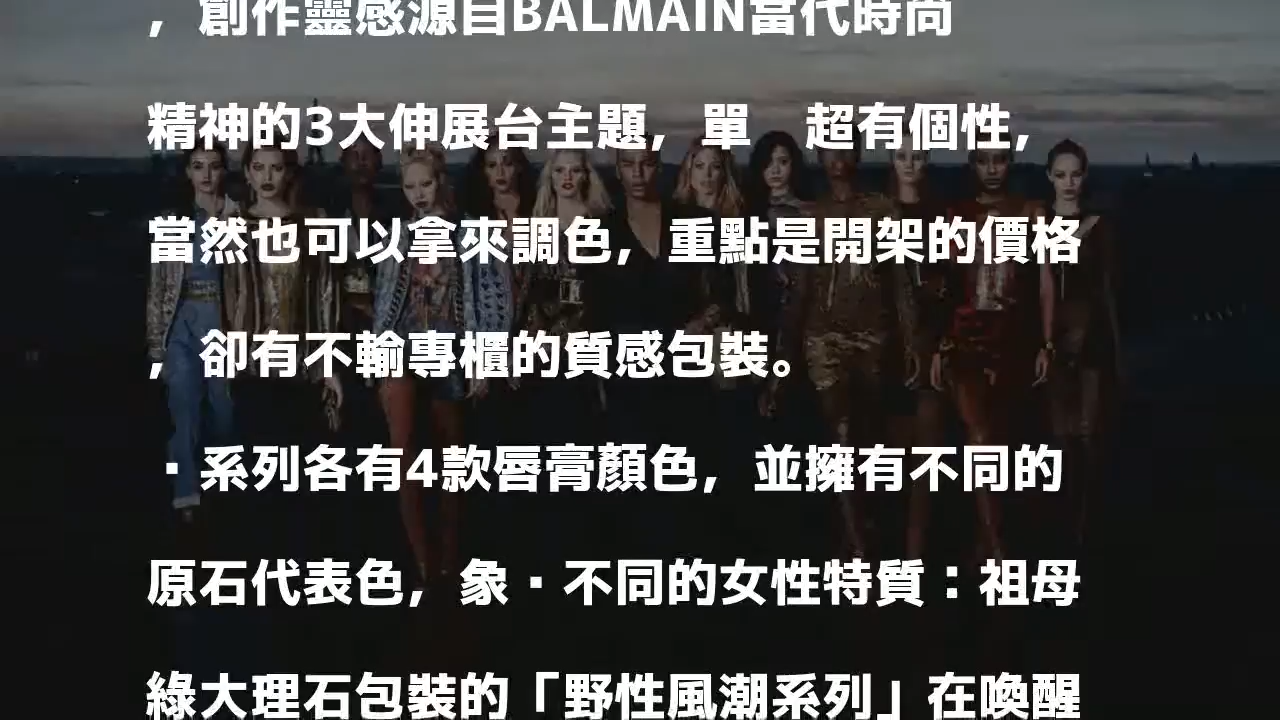 ，創作靈感源自BALMAIN當代時尚
精神的3大伸展台主題，單　超有個性，
當然也可以拿來調色，重點是開架的價格
，卻有不輸專櫃的質感包裝。
▪系列各有4款唇膏顏色，並擁有不同的
原石代表色，象▪不同的女性特質：祖母
綠大理石包裝的「野性風潮系列」在喚醒